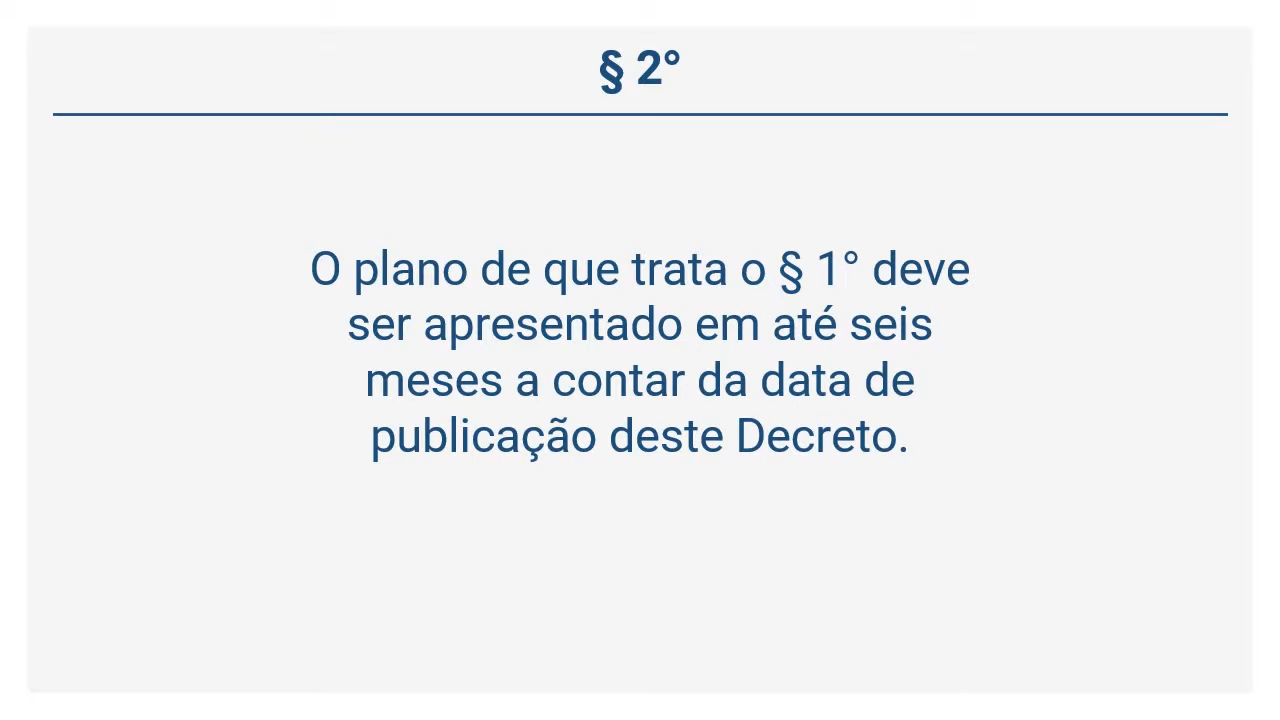 § 2°
O plano de que trata o § 1° deve
ser apresentado em até seis
meses a contar da data de
publicação deste Decreto.